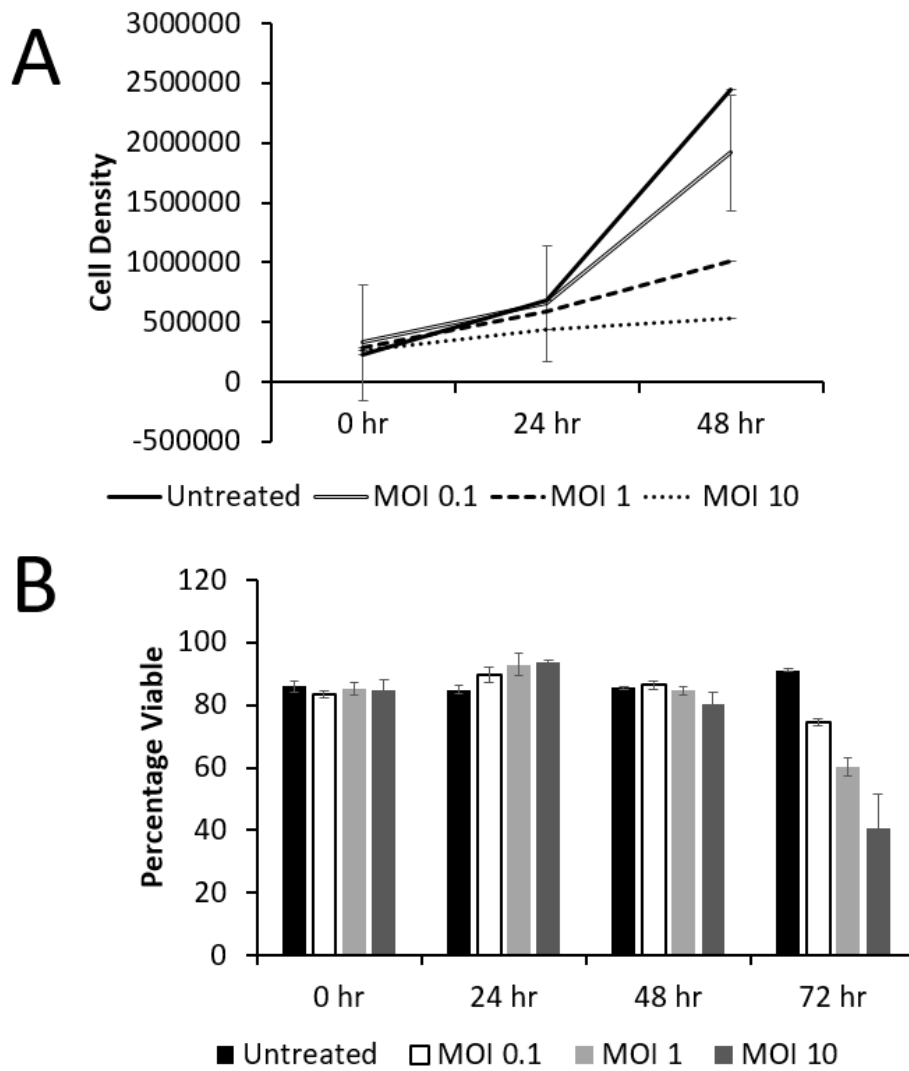 A
3000000
2500000
2000000
1500000
1000000
500000
0
-500000
Cell Density
0 hr 24 hr 48 hr
Untreated MOI 0.1 MOI 1 MOI 10
B
120
100
80
60
40
20
0
Percentage Viable
0 hr 24 hr 48 hr 72 hr
Untreated MOI 0.1 MOI 1 MOI 10